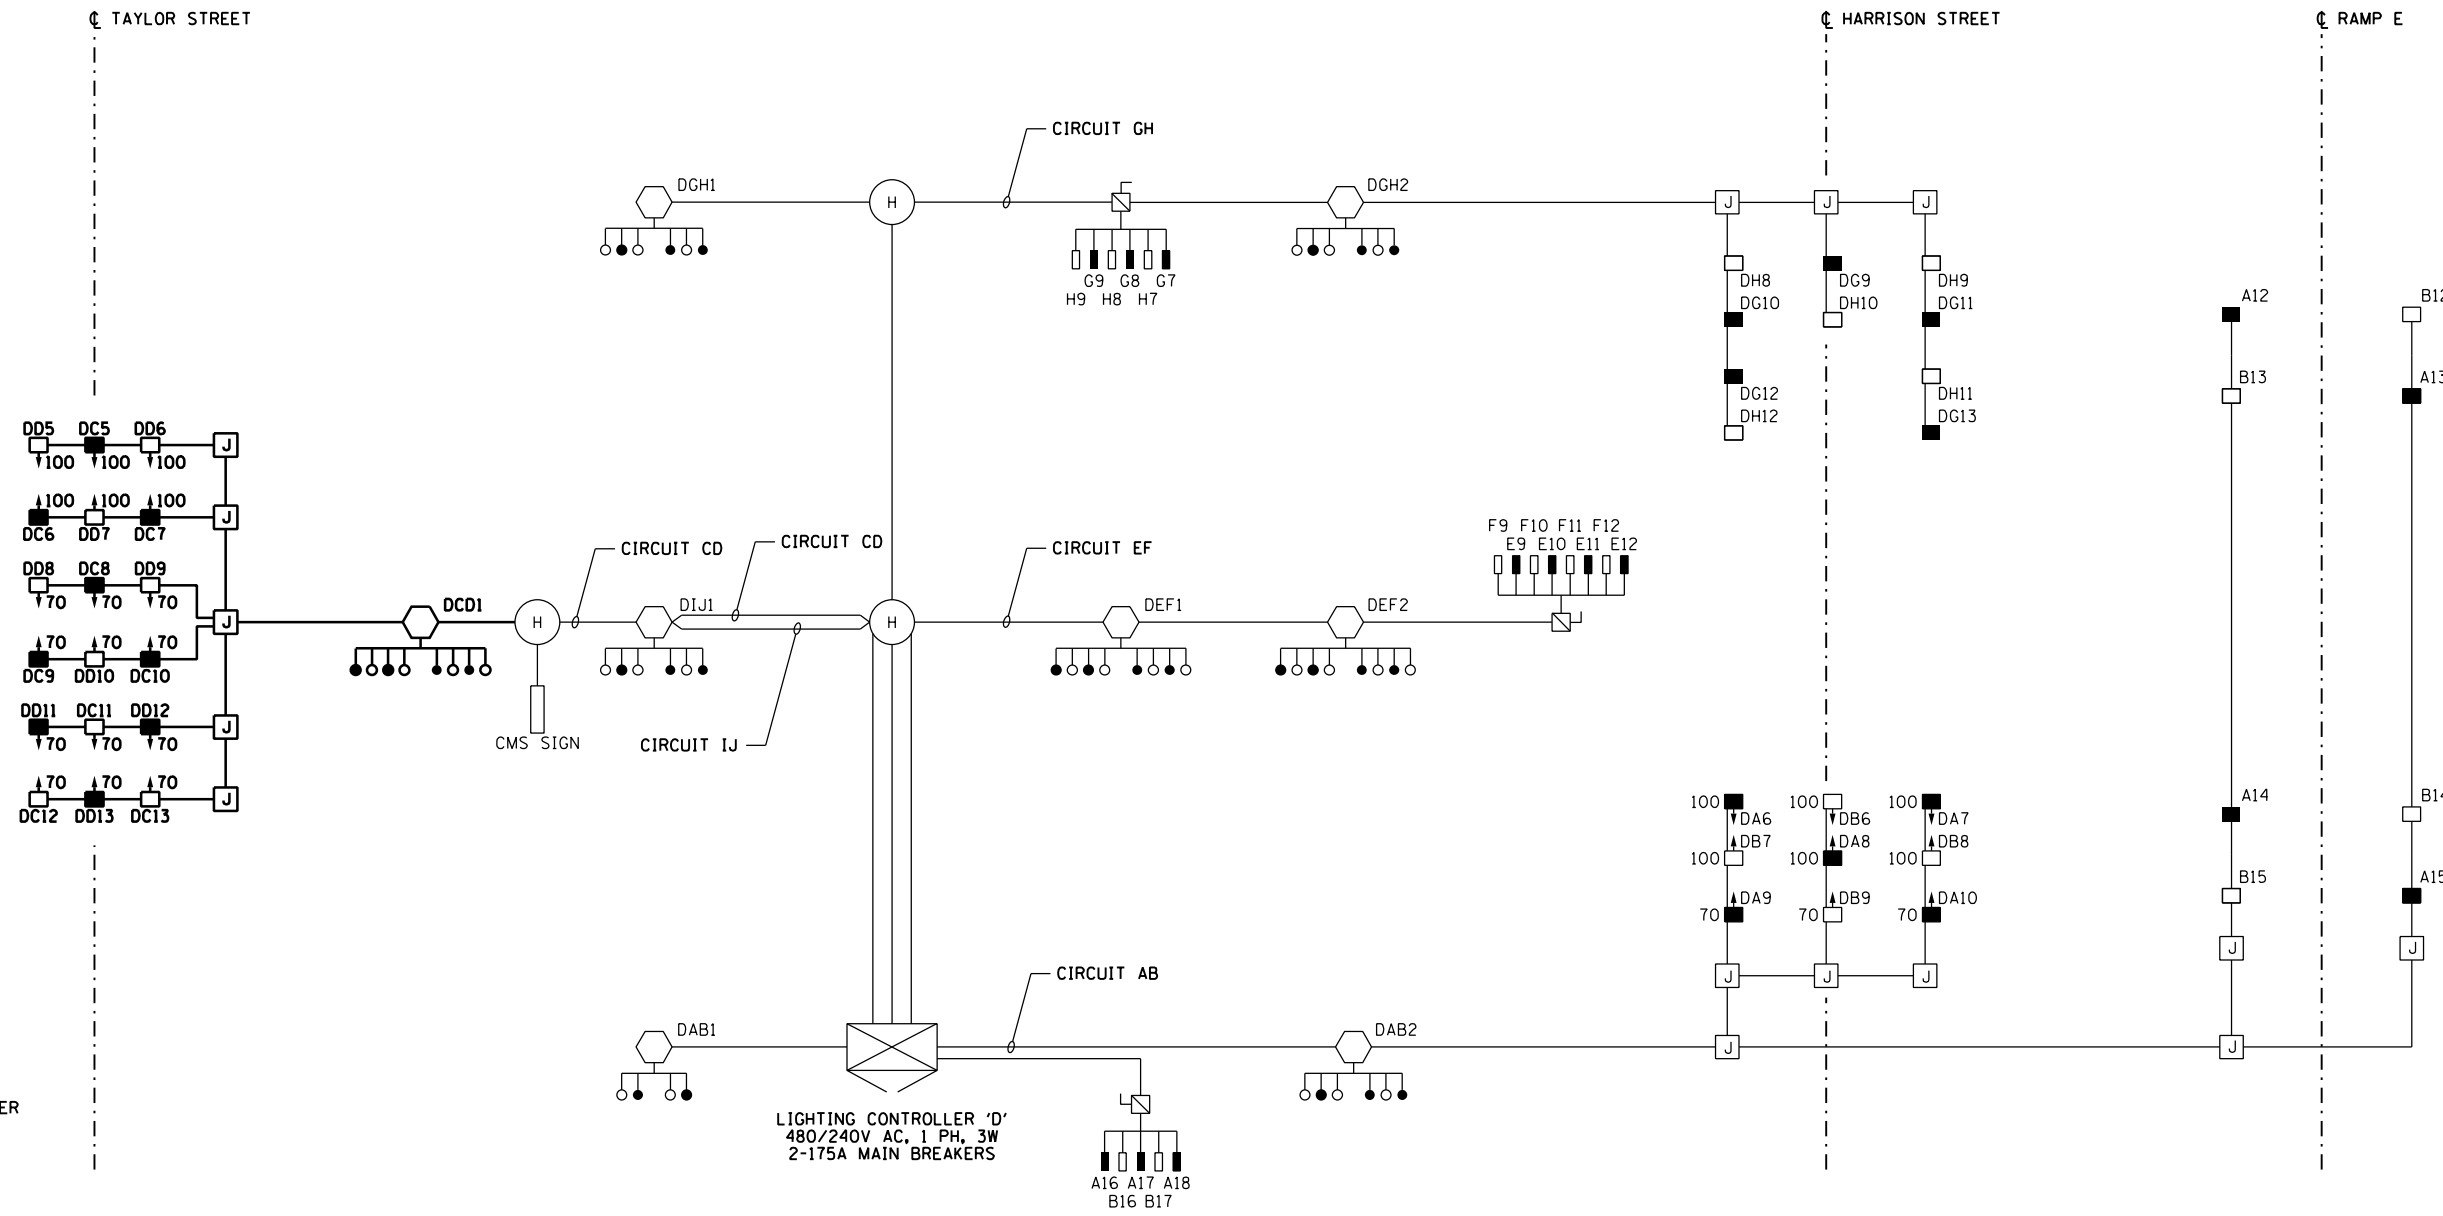 ℄ TAYLOR STREET
℄ HARRISON STREET
℄ RAMP E
CIRCUIT GH
DGH1
H
DGH2
J J J
G9 G8 G7
H9 H8 H7
DH8
DG10
DG9
DH10
DH9
DG11
DG12
DH12
DH11
DG13
A12
B12
B13
A13
DD5 DC5 DD6
100 100 100
J
100 100 100
DC6 DD7 DC7
J
DD8 DC8 DD9
70 70 70
J
70 70 70
DC9 DD10 DC10
DD11 DC11 DD12
70 70 70
J
70 70 70
DC12 DD13 DC13
J
DCD1
H
CIRCUIT CD
CIRCUIT CD
DIJ1
H
CIRCUIT EF
DEF1
DEF2
F9 F10 F11 F12
E9 E10 E11 E12
CMS SIGN
CIRCUIT IJ
100 100 100
DA6 DB6 DA7
DB7 DA8 DB8
100 100 100
DA9 DB9 DA10
70 70 70
J J J
A14
B14
B15
A15
J J
CIRCUIT AB
DAB1
DAB2
J J
ER
LIGHTING CONTROLLER 'D'
480/240V AC, 1 PH, 3W
2-175A MAIN BREAKERS
A16 A17 A18
B16 B17